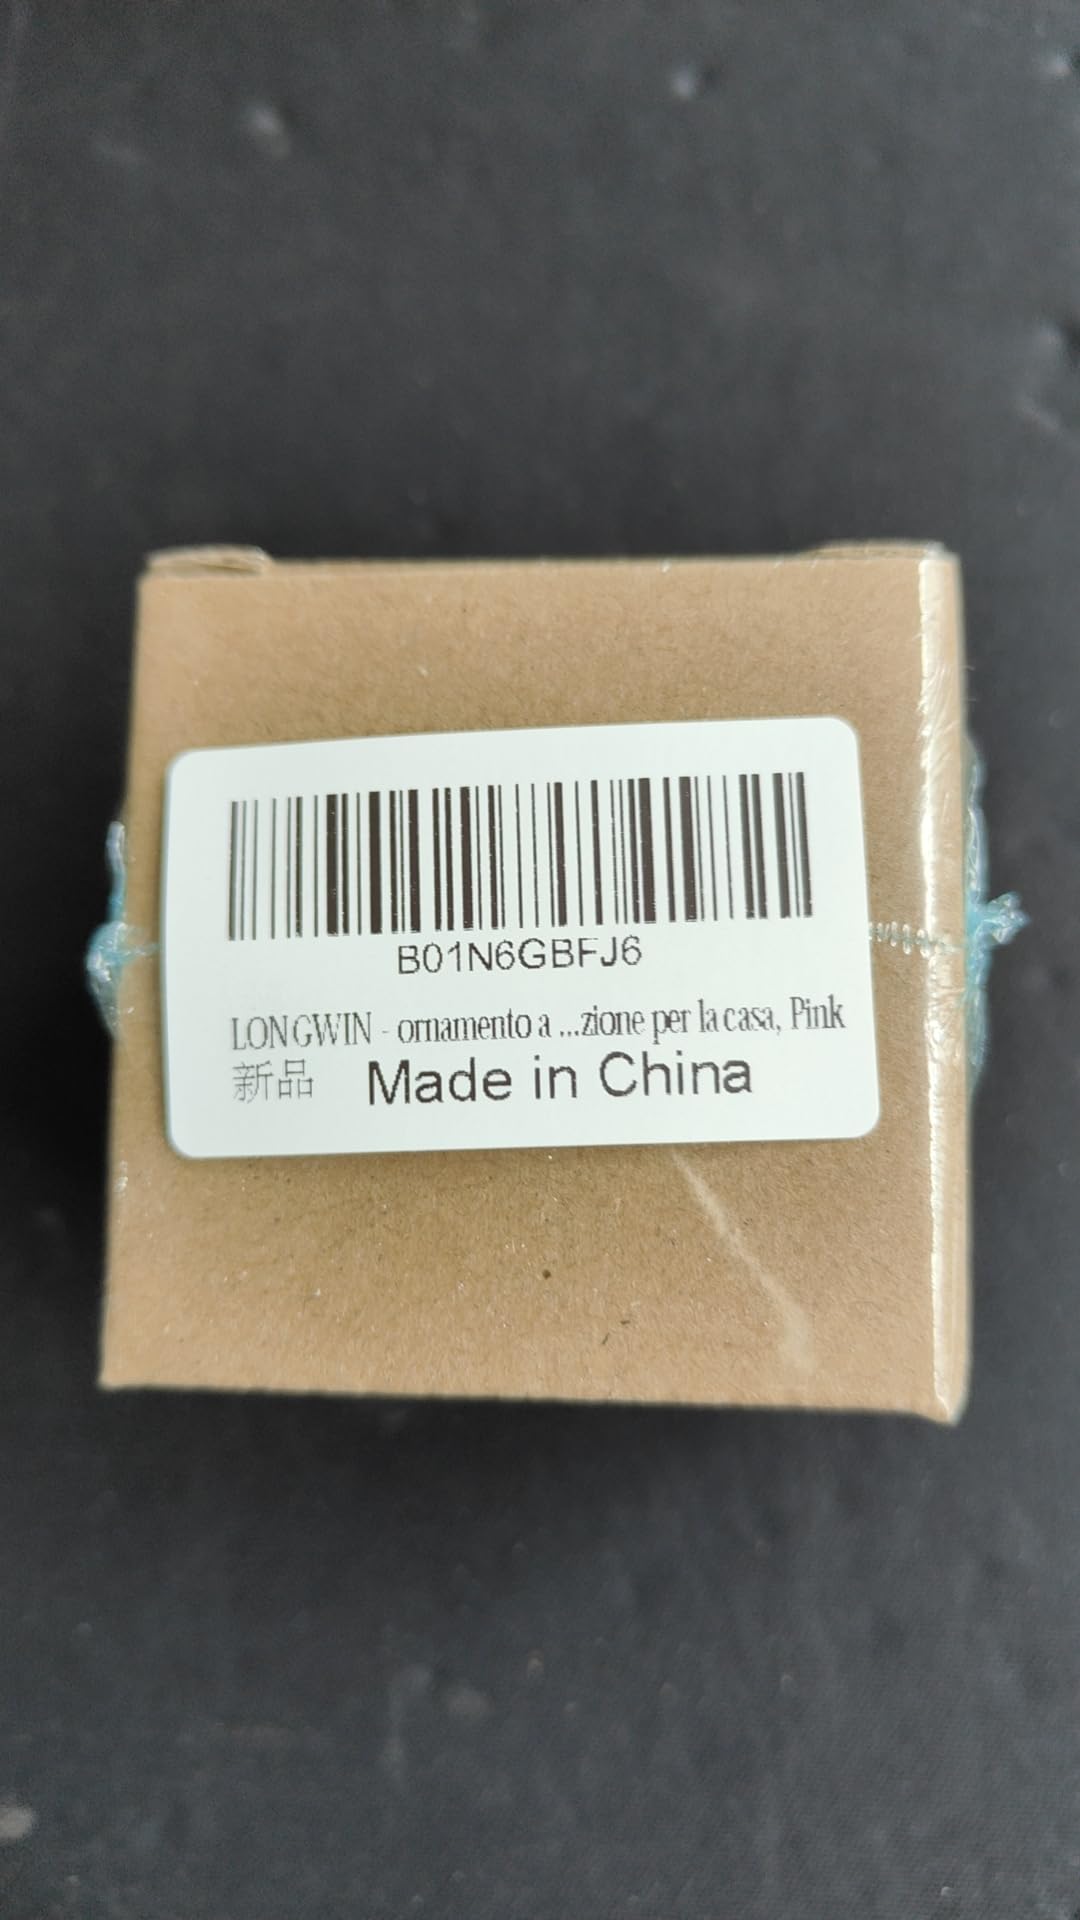 B01N6GBFJ6
LONGWIN - ornamento a ...zione per la casa, Pink
新品 Made in China